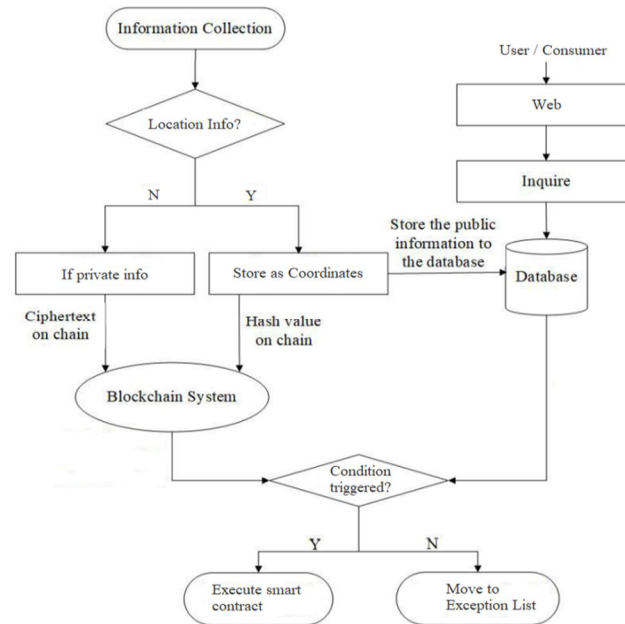 Information Collection
User / Consumer
Location Info?
Web
Inquire
N
Y
Store the public
information to
the database
If private info
Store as Coordinates
Database
Ciphertext
on chain
Hash value
on chain
Blockchain System
Condition
triggered?
Y
N
Execute smart
contract
Move to
Exception List